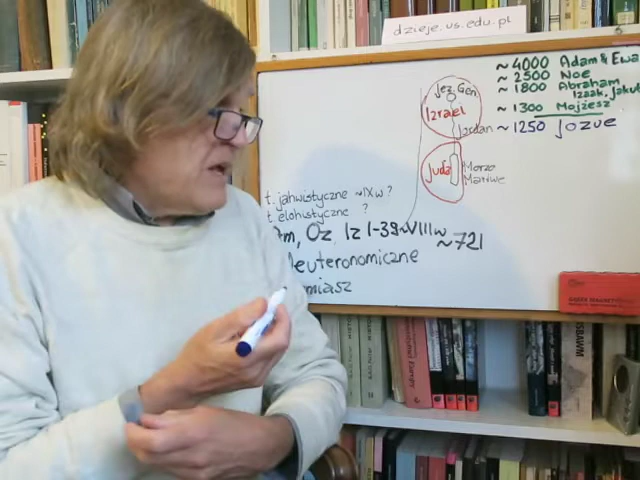 dzieje.us.edu.pl
~ 4000 Adam & Ewa
~ 2500 Noe
~ 1800 Abraham
Izaak, Jakub
~ 1300 Mojżesz
~ 1250 Jozue
Jez. Gen
Izrael
Jordan
Juda
Morze
Martwe
t. jahwistyczne ~IX w ?
t. elohistyczne ?
Am, Oz, Iz 1-39 ~VIII w
~ 721
deuteronomiczne
miasz